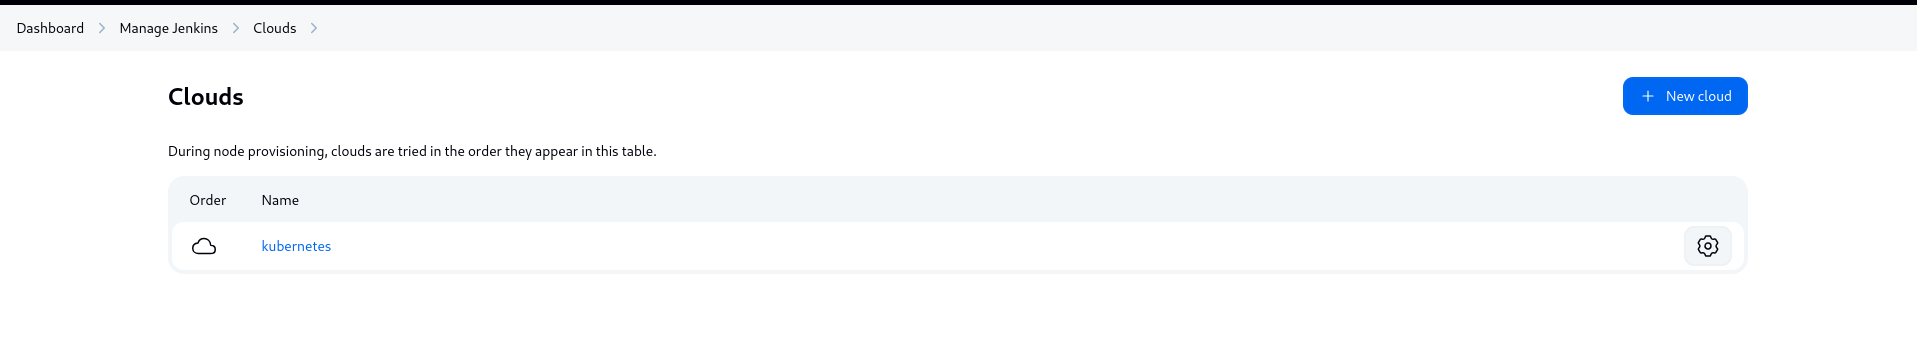 Dashboard Manage Jenkins Clouds
Clouds
New cloud
During node provisioning, clouds are tried in the order they appear in this table.
Order Name
kubernetes